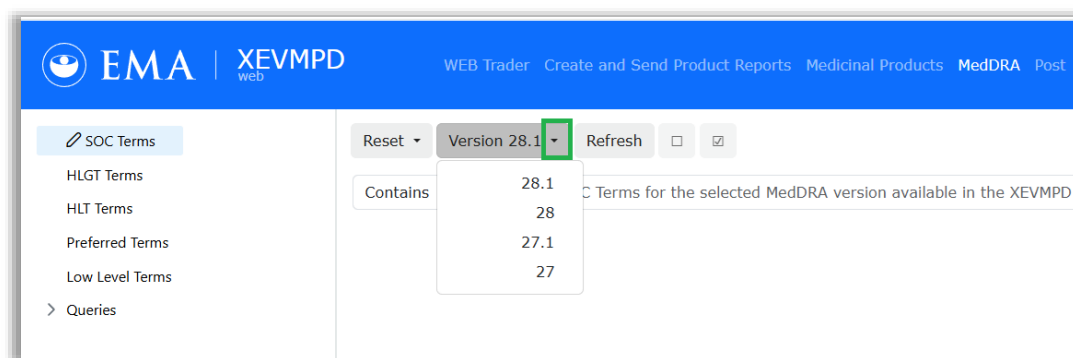 EMA | XEVMPD web
WEB Trader Create and Send Product Reports Medicinal Products MedDRA Post
SOC Terms
HLGT Terms
HLT Terms
Preferred Terms
Low Level Terms
Queries
Reset Version 28.1 Refresh
Contains C Terms for the selected MedDRA version available in the XEVMPD
28.1
28
27.1
27